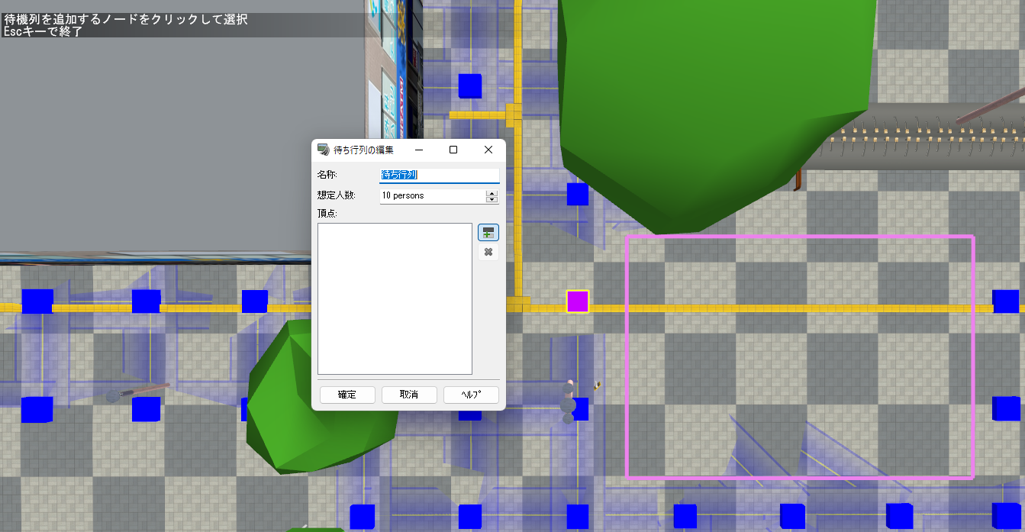 待機列を追加するノードをクリックして選択
Escキーで終了
待ち行列の編集
名称: 待ち行列
想定人数: 10 persons
頂点:
確定 取消 ﾍﾙﾌﾟ